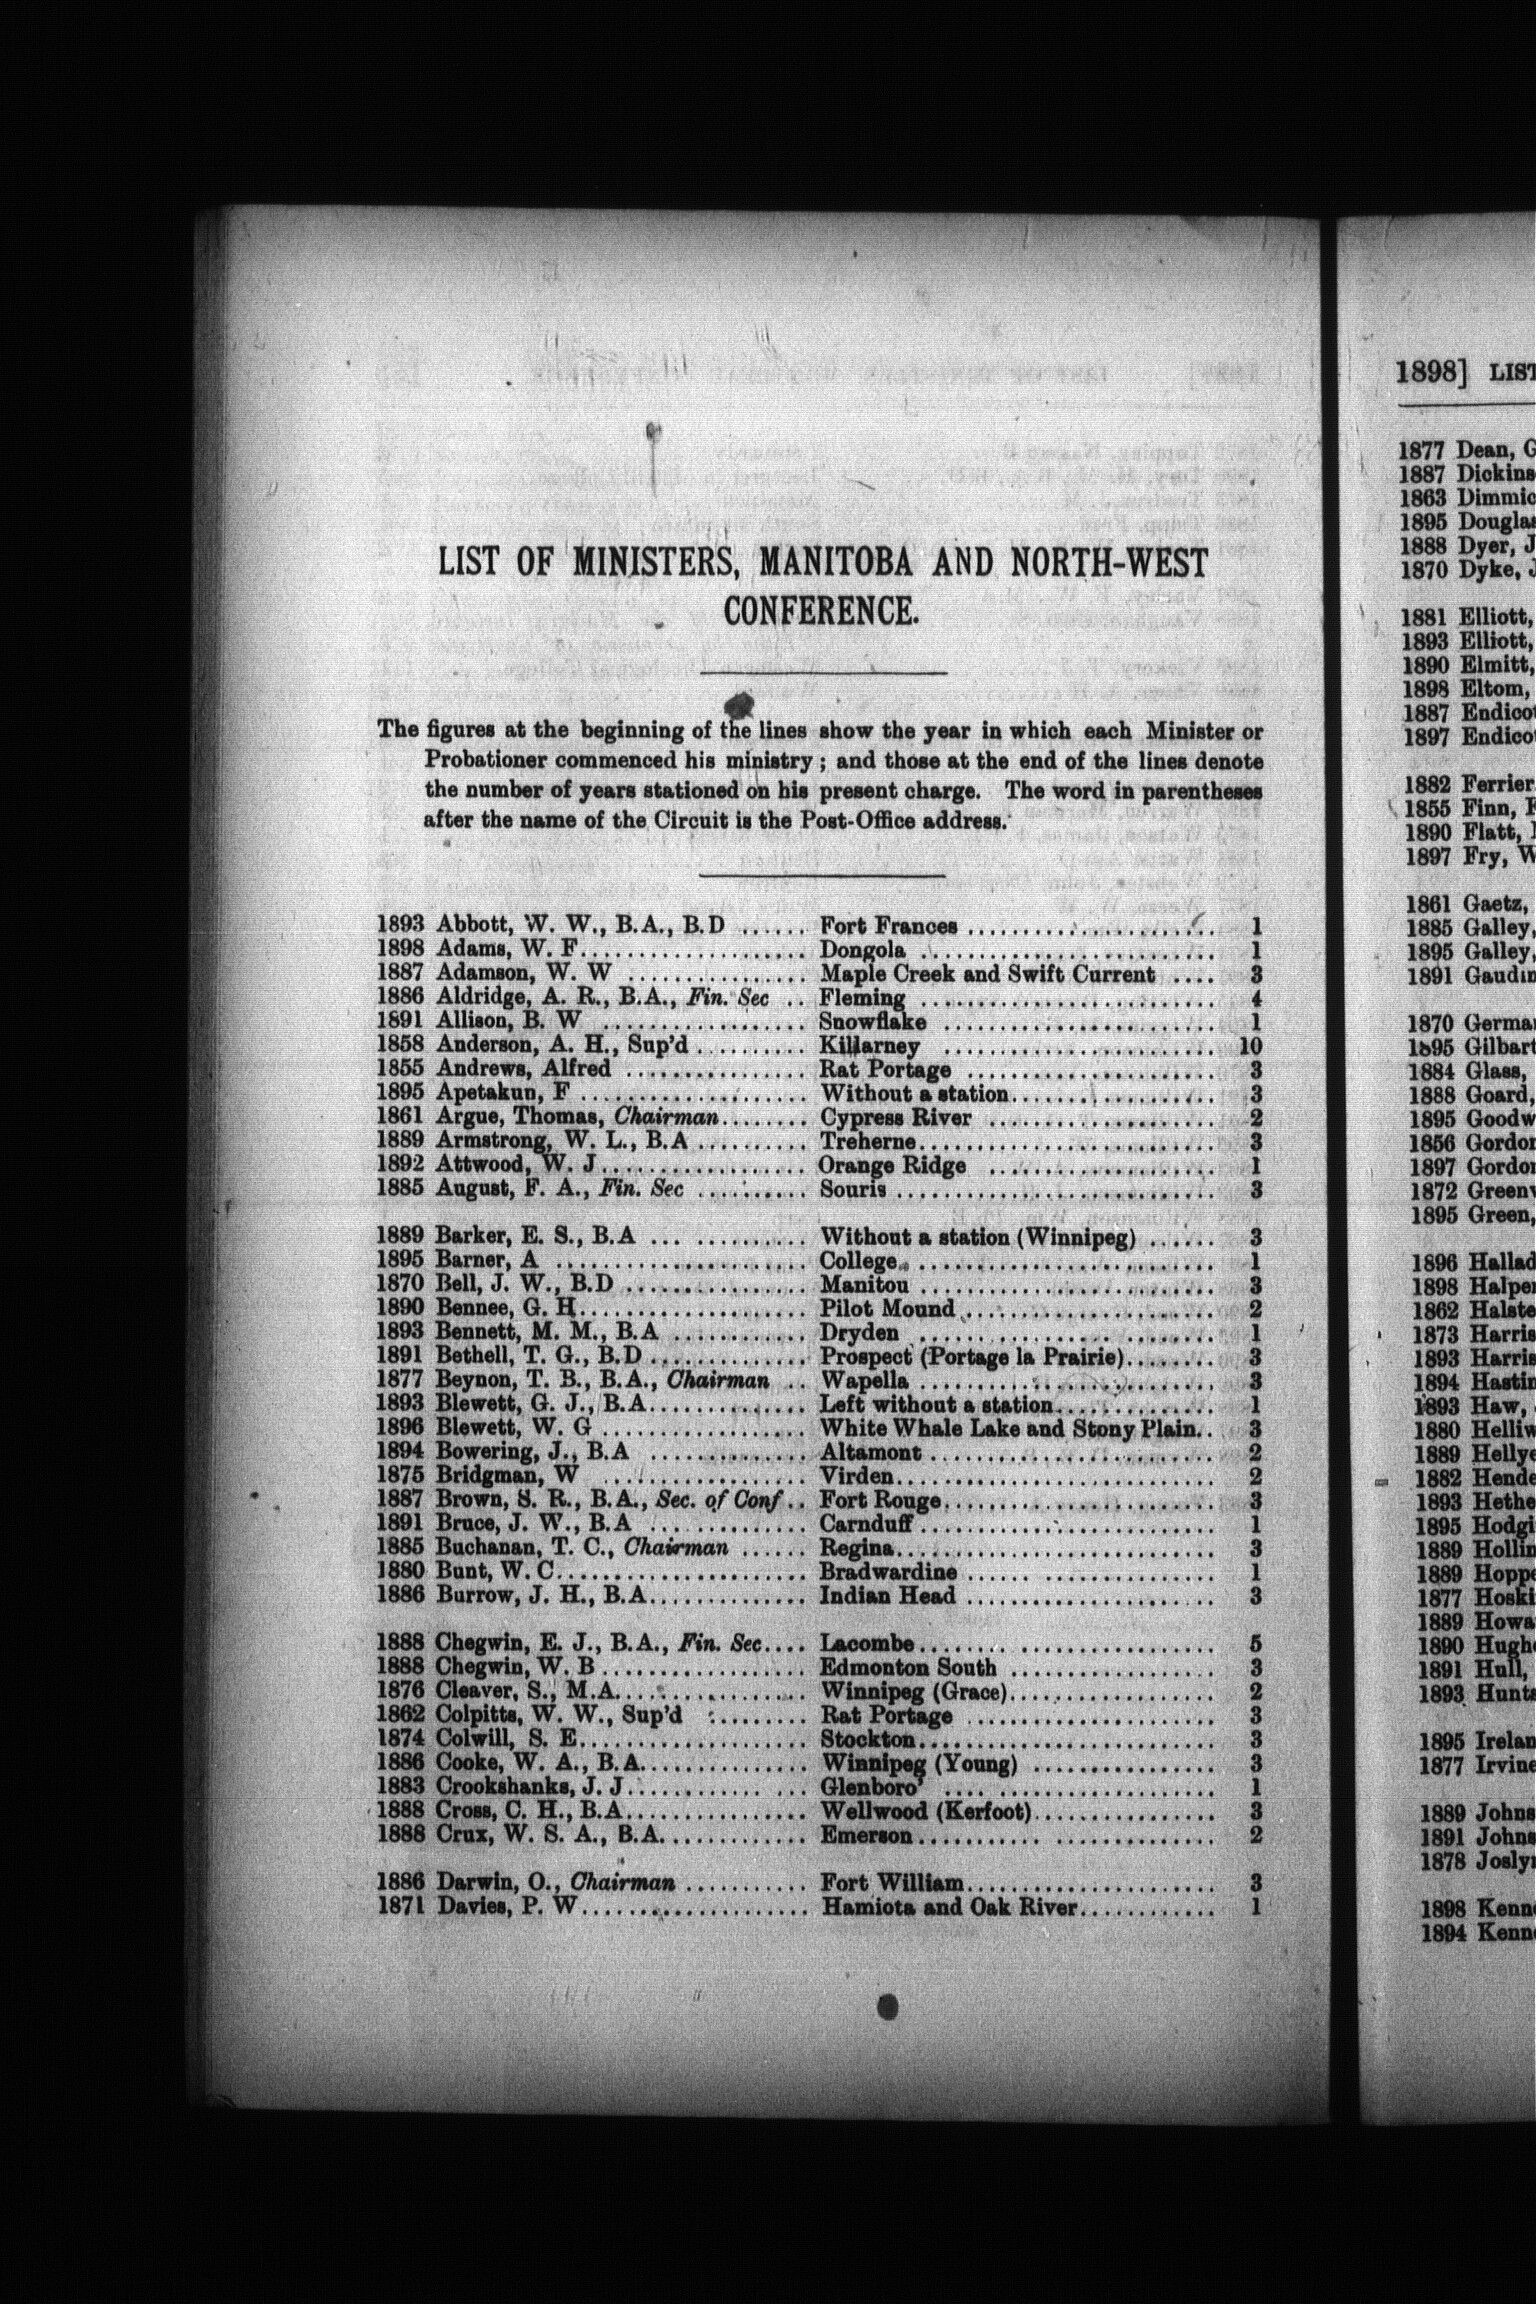 LIST OF MINISTERS, MANITOBA AND NORTH-WEST
CONFERENCE.
The figures at the beginning of the lines show the year in which each Minister or
Probationer commenced his ministry; and those at the end of the lines denote
the number of years stationed on his present charge. The word in parentheses
after the name of the Circuit is the Post-Office address.
1893 Abbott, W. W., B.A., B.D ...... Fort Frances .................... 1
1898 Adams, W. F.................... Dongola ........................ 1
1887 Adamson, W. W ................ Maple Creek and Swift Current .... 3
1886 Aldridge, A. R., B.A., Fin. Sec .. Fleming ........................ 4
1891 Allison, B. W .................. Snowflake ...................... 1
1858 Anderson, A. H., Sup'd .......... Killarney ...................... 10
1855 Andrews, Alfred ................ Rat Portage .................... 3
1895 Apetakun, F .................... Without a station................ 3
1861 Argue, Thomas, Chairman........ Cypress River .................. 2
1889 Armstrong, W. L., B.A .......... Treherne........................ 3
1892 Attwood, W. J.................. Orange Ridge .................. 1
1885 August, F. A., Fin. Sec .......... Souris .......................... 3
1889 Barker, E. S., B.A ... .......... Without a station (Winnipeg) ...... 3
1895 Barner, A ...................... College ........................ 1
1870 Bell, J. W., B.D ................ Manitou ........................ 3
1890 Bennee, G. H.................... Pilot Mound .................... 2
1893 Bennett, M. M., B.A ............ Dryden ........................ 1
1891 Bethell, T. G., B.D .............. Prospect (Portage la Prairie)........ 3
1877 Beynon, T. B., B.A., Chairman .. Wapella ........................ 3
1893 Blewett, G. J., B.A.............. Left without a station.............. 1
1896 Blewett, W. G .................. White Whale Lake and Stony Plain.. 3
1894 Bowering, J., B.A .............. Altamont ........................ 2
1875 Bridgman, W .................. Virden.......................... 2
1887 Brown, S. R., B.A., Sec. of Conf .. Fort Rouge...................... 3
1891 Bruce, J. W., B.A .............. Carnduff ........................ 1
1885 Buchanan, T. C., Chairman ...... Regina.......................... 3
1880 Bunt, W. C...................... Bradwardine .................... 1
1886 Burrow, J. H., B.A.............. Indian Head .................... 3
1888 Chegwin, E. J., B.A., Fin. Sec.... Lacombe........................ 5
1888 Chegwin, W. B .................. Edmonton South ................ 3
1876 Cleaver, S., M.A................ Winnipeg (Grace)................ 2
1862 Colpitts, W. W., Sup'd ......... Rat Portage .................... 3
1874 Colwill, S. E.................... Stockton........................ 3
1886 Cooke, W. A., B.A.............. Winnipeg (Young) .............. 3
1883 Crookshanks, J. J .............. Glenboro' ...................... 1
1888 Cross, C. H., B.A................ Wellwood (Kerfoot).............. 3
1888 Crux, W. S. A., B.A............ Emerson........................ 2
1886 Darwin, O., Chairman .......... Fort William.................... 3
1871 Davies, P. W.................... Hamiota and Oak River............ 1
1898] LIST
1877 Dean, G
1887 Dickins
1863 Dimmic
1895 Douglas
1888 Dyer, J
1870 Dyke, J
1881 Elliott,
1893 Elliott,
1890 Elmitt,
1898 Eltom,
1887 Endicot
1897 Endicot
1882 Ferrier
1855 Finn, F
1890 Flatt,
1897 Fry, W
1861 Gaetz,
1885 Galley,
1895 Galley,
1891 Gaudin
1870 German
1895 Gilbart
1884 Glass,
1888 Goard,
1895 Goodw
1856 Gordon
1897 Gordon
1872 Greenw
1895 Green,
1896 Hallad
1898 Halpen
1862 Halste
1873 Harris
1893 Harris
1894 Hastin
1893 Haw,
1880 Helliw
1889 Hellye
1882 Hende
1893 Hethe
1895 Hodgi
1889 Hollin
1889 Hoppe
1877 Hoski
1889 Howa
1890 Hughe
1891 Hull,
1893 Hunts
1895 Irelan
1877 Irvine
1889 Johns
1891 Johns
1878 Joslyn
1898 Kenne
1894 Kenne